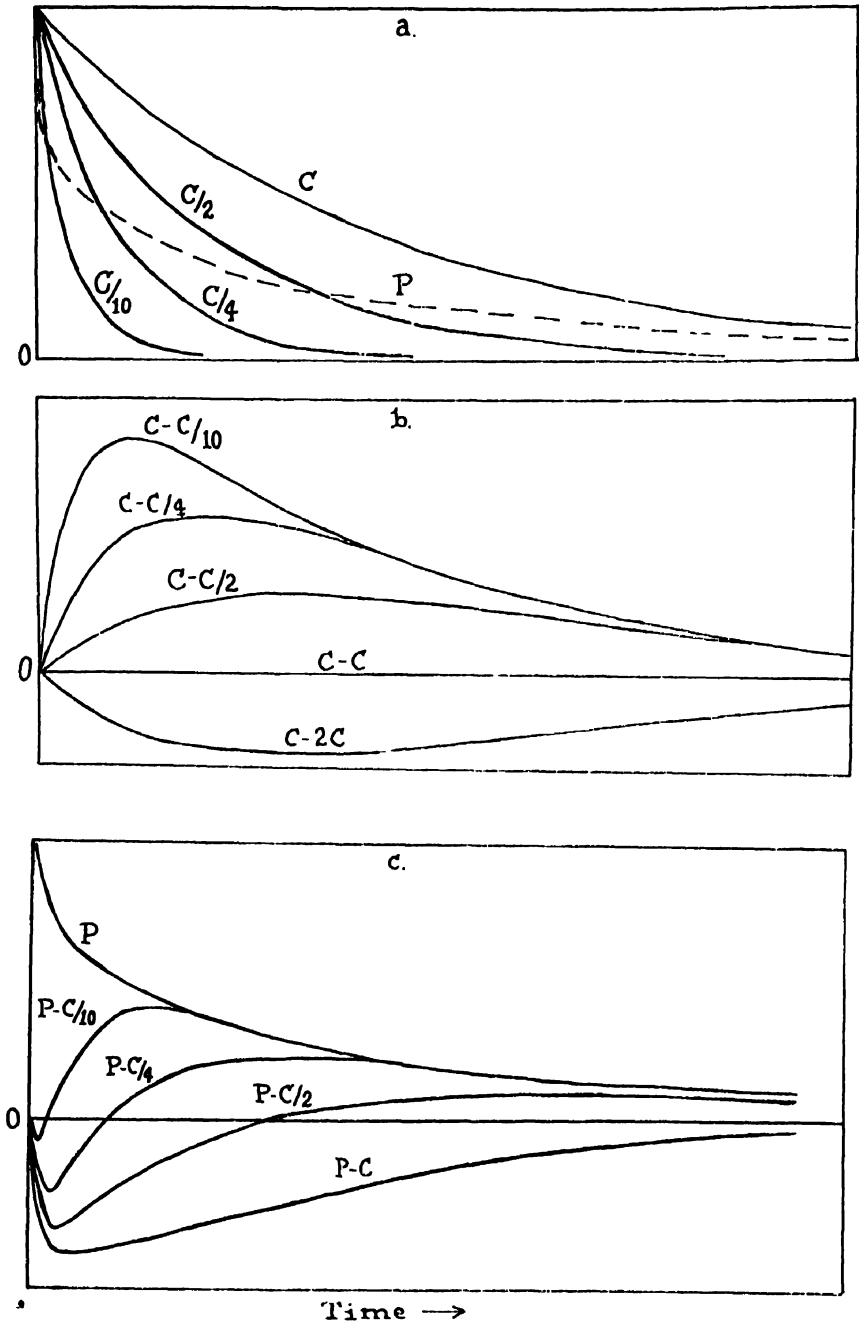 a.
C
C/2
P
C/10
C/4
0
b.
C-C/10
C-C/4
C-C/2
C-C
0
C-2C
c.
P
P-C/10
P-C/4
P-C/2
0
P-C
Time →